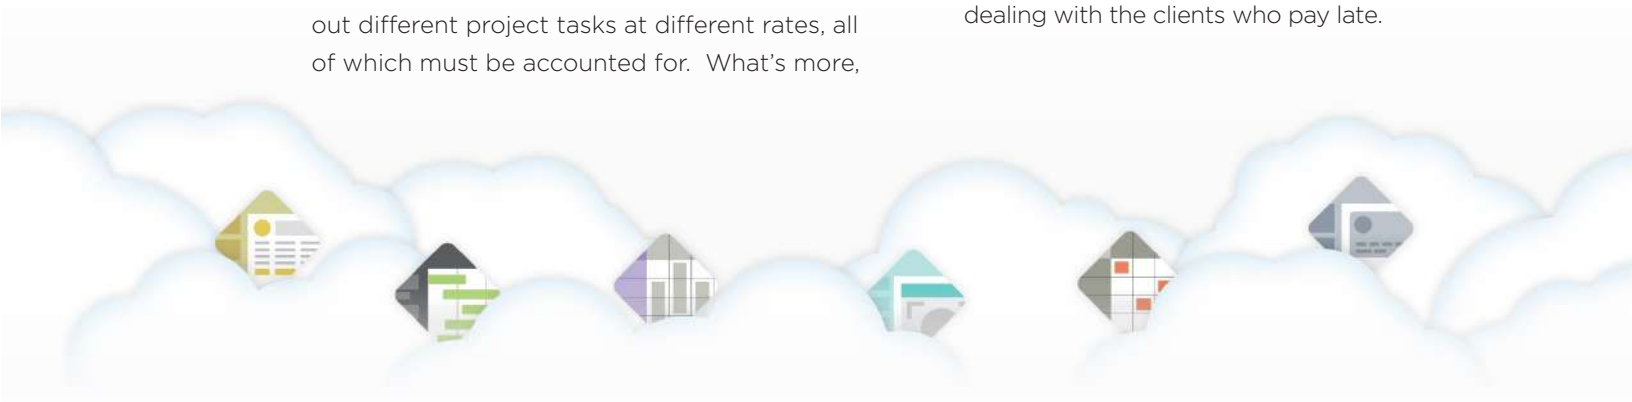 out different project tasks at different rates, all
of which must be accounted for.  What’s more,
dealing with the clients who pay late.